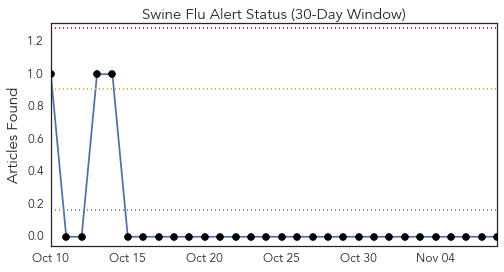 Swine Flu Alert Status (30-Day Window)
Articles Found
1.2
1.0
0.8
0.6
0.4
0.2
0.0
Oct 10 Oct 15 Oct 20 Oct 25 Oct 30 Nov 04